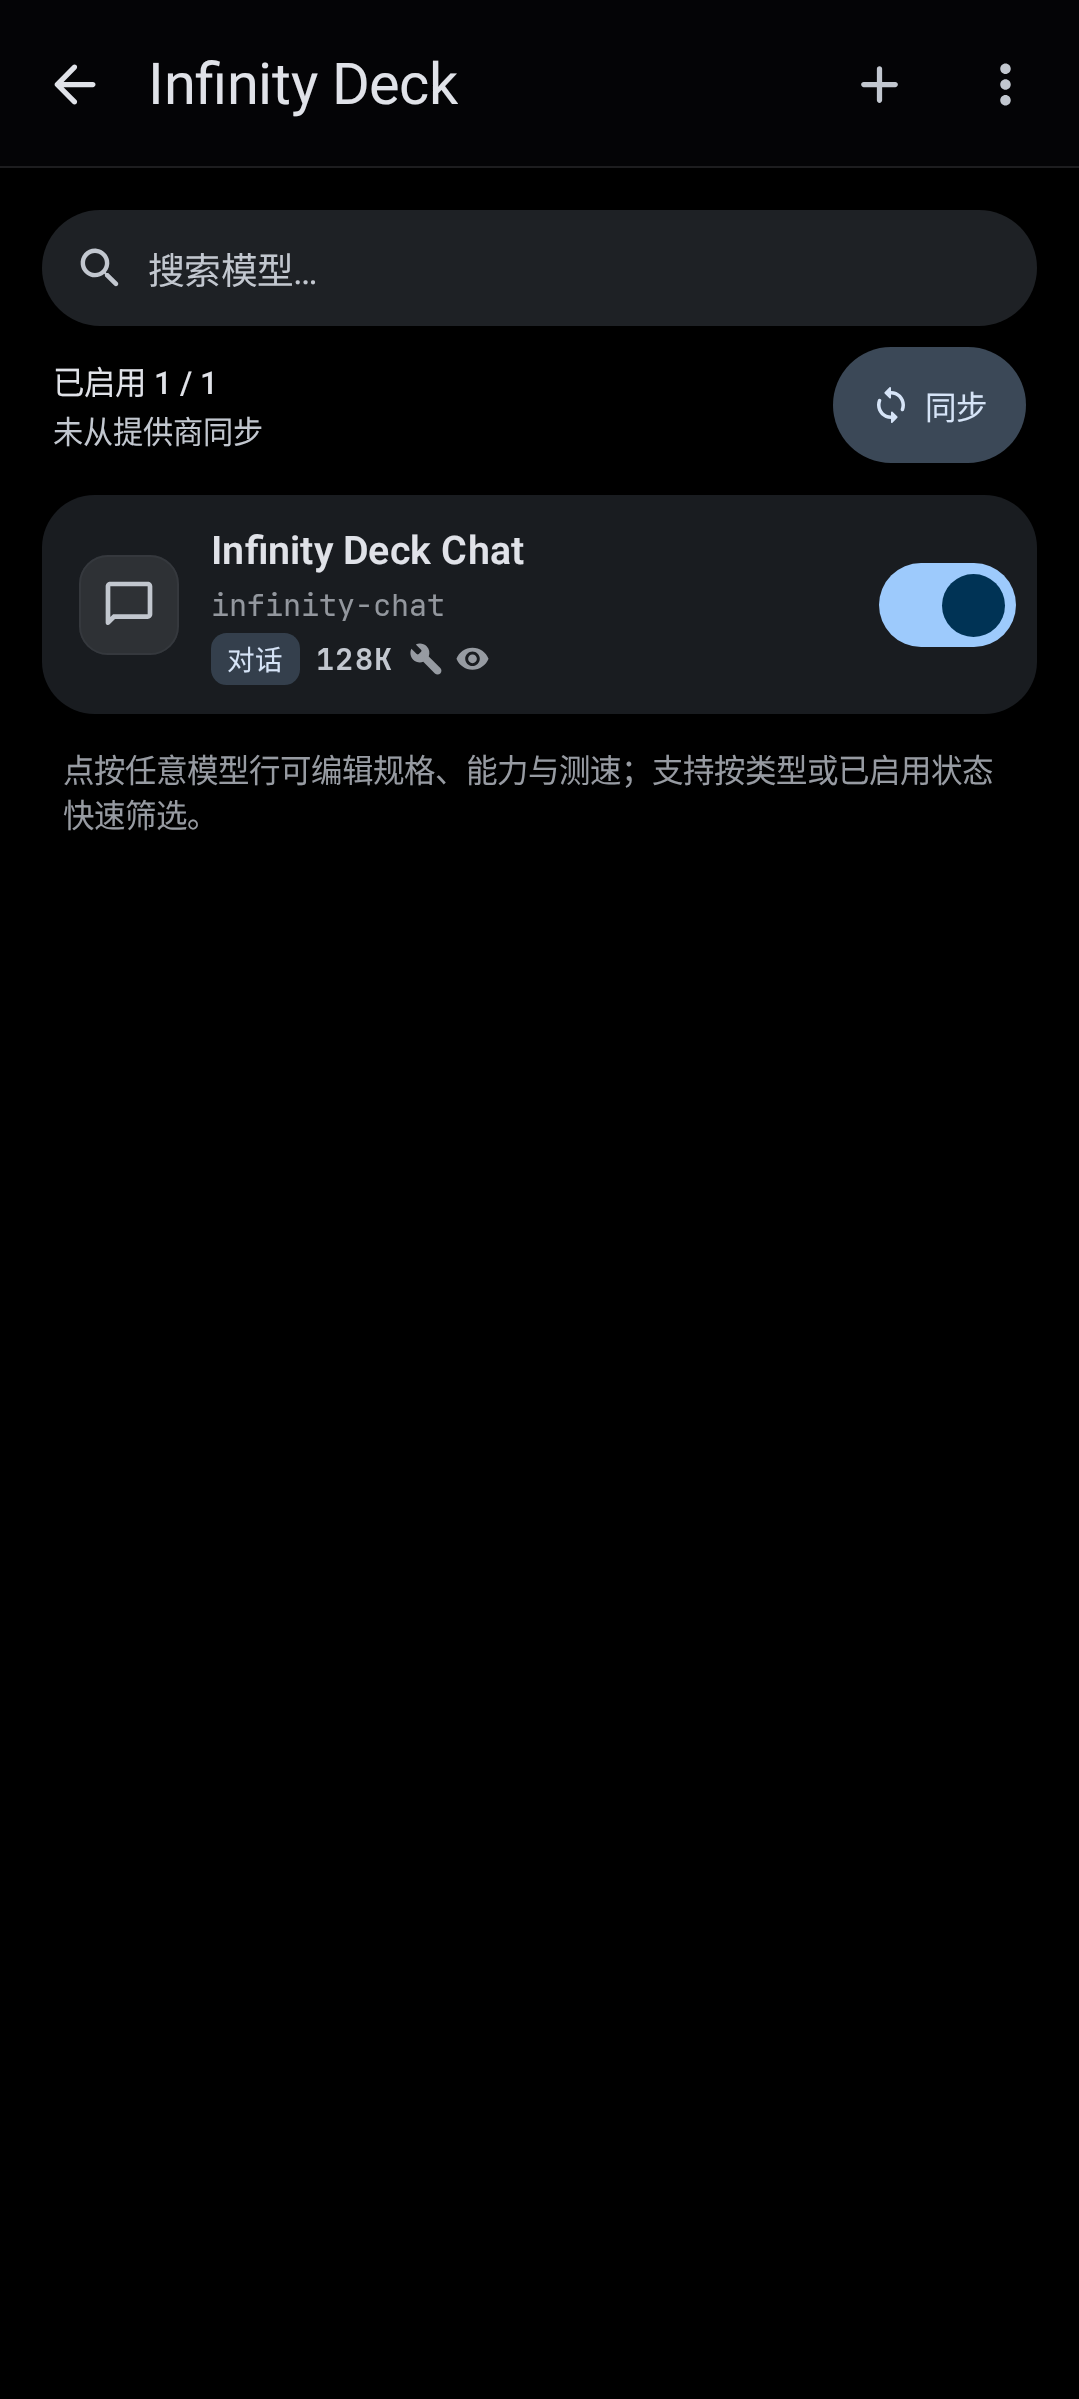 Infinity Deck
搜索模型...
已启用 1 / 1
未从提供商同步
同步
Infinity Deck Chat
infinity-chat
对话 128K
点按任意模型行可编辑规格、能力与测速；支持按类型或已启用状态
快速筛选。